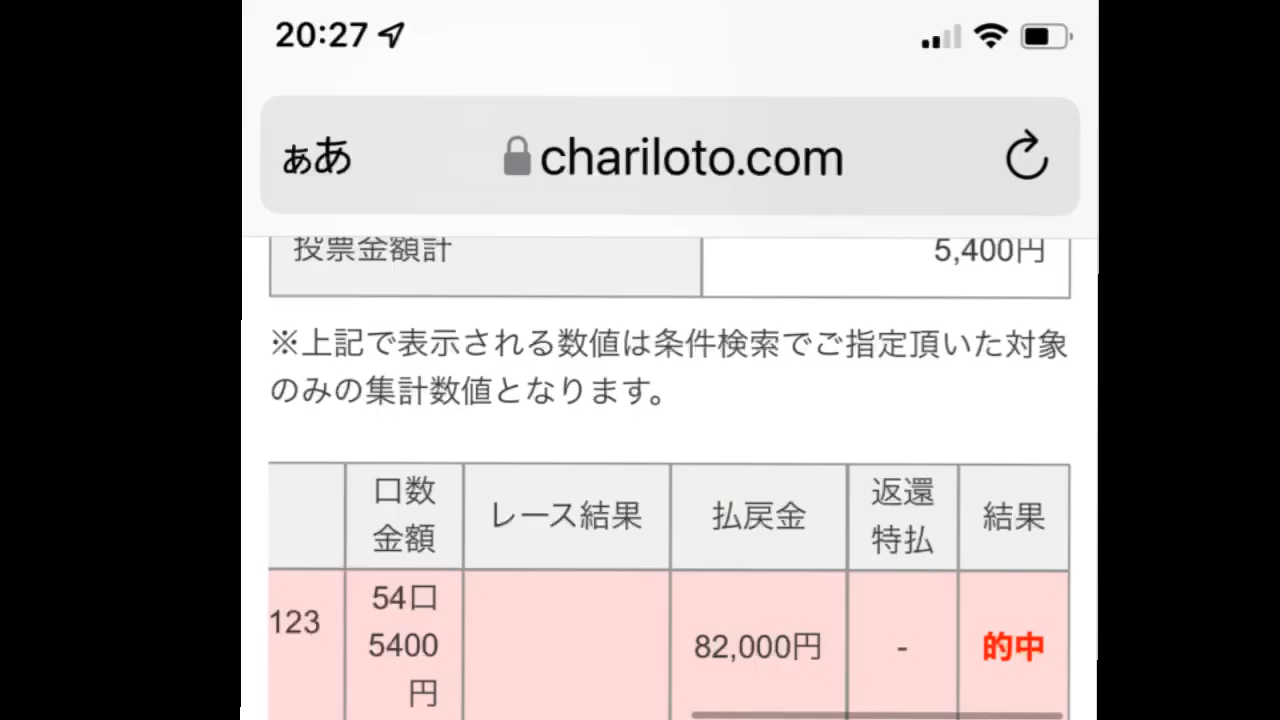 20:27
ぁあ chariloto.com
投票金額計 5,400円
※上記で表示される数値は条件検索でご指定頂いた対象
のみの集計数値となります。
口数
金額
レース結果
払戻金
返還
特払
結果
123
54口
5400
円
82,000円
-
的中